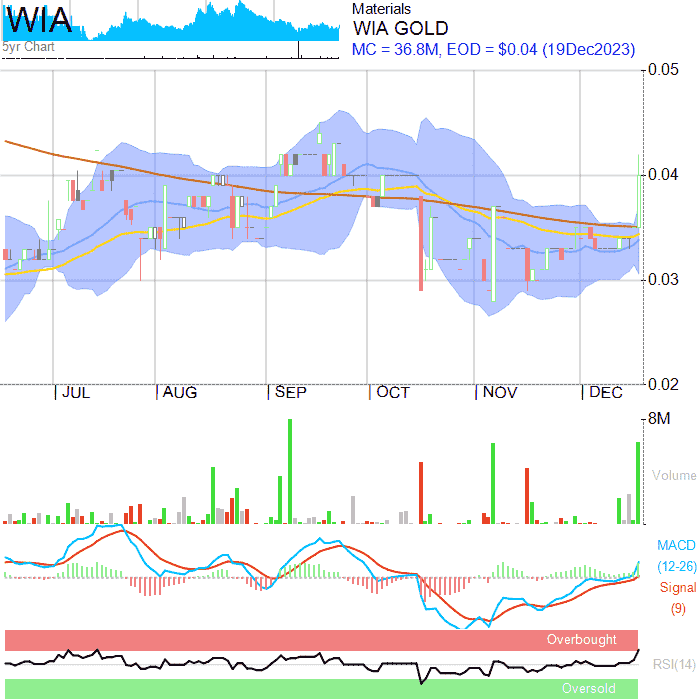 WIA
5yr Chart
Materials
WIA GOLD
MC = 36.8M, EOD = $0.04 (19Dec2023)
0.05
0.04
0.03
0.02
JUL AUG SEP OCT NOV DEC
8M
Volume
MACD
(12-26)
Signal
(9)
Overbought
RSI(14)
Oversold